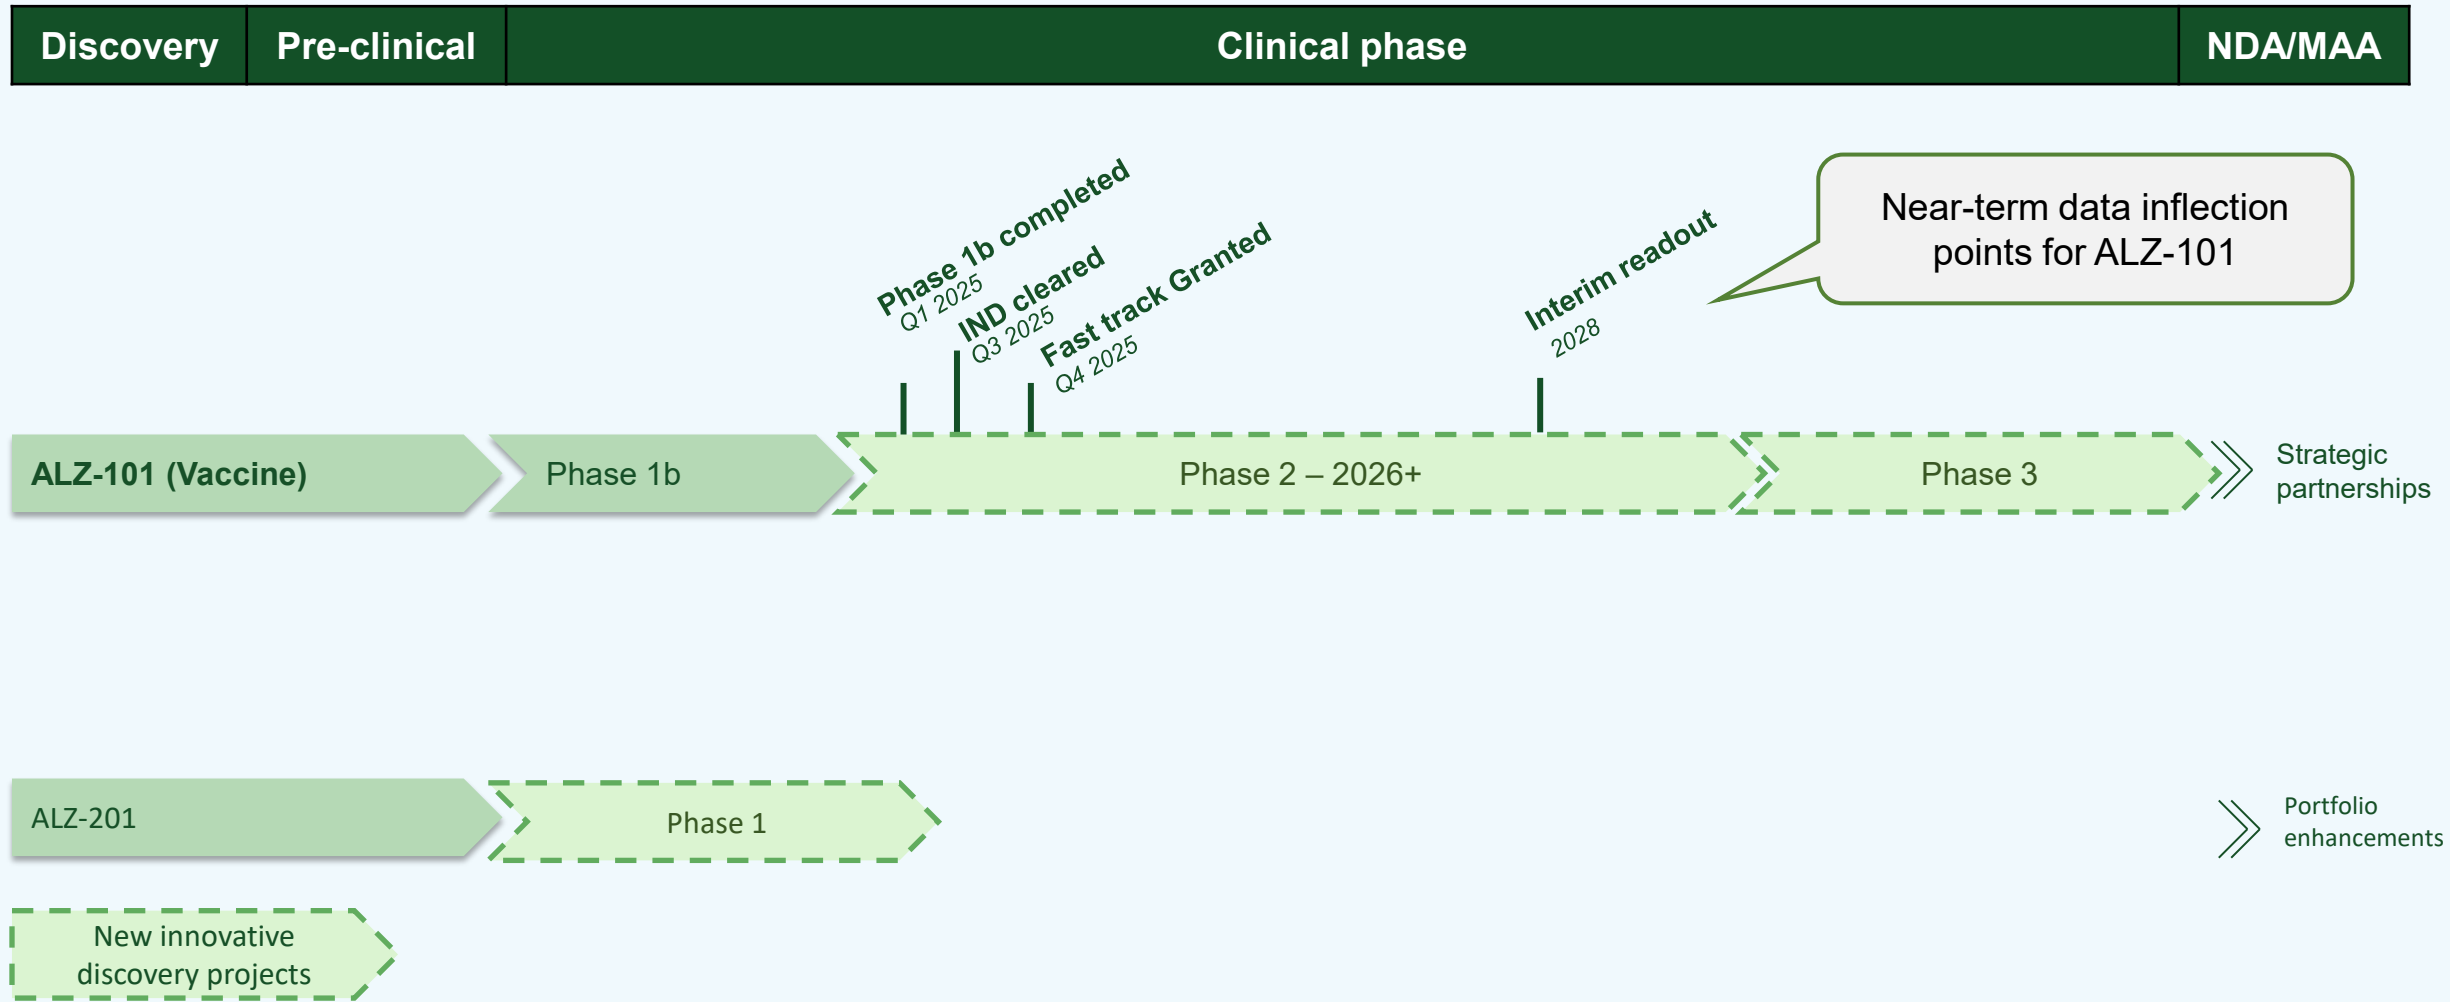 Discovery
Pre-clinical
Clinical phase
NDA/MAA
Phase 1b completed
Q1 2025
IND cleared
Q3 2025
Fast track Granted
Q4 2025
Interim readout
2028
Near-term data inflection
points for ALZ-101
ALZ-101 (Vaccine)
Phase 1b
Phase 2 – 2026+
Phase 3
Strategic
partnerships
ALZ-201
Phase 1
Portfolio
enhancements
New innovative
discovery projects